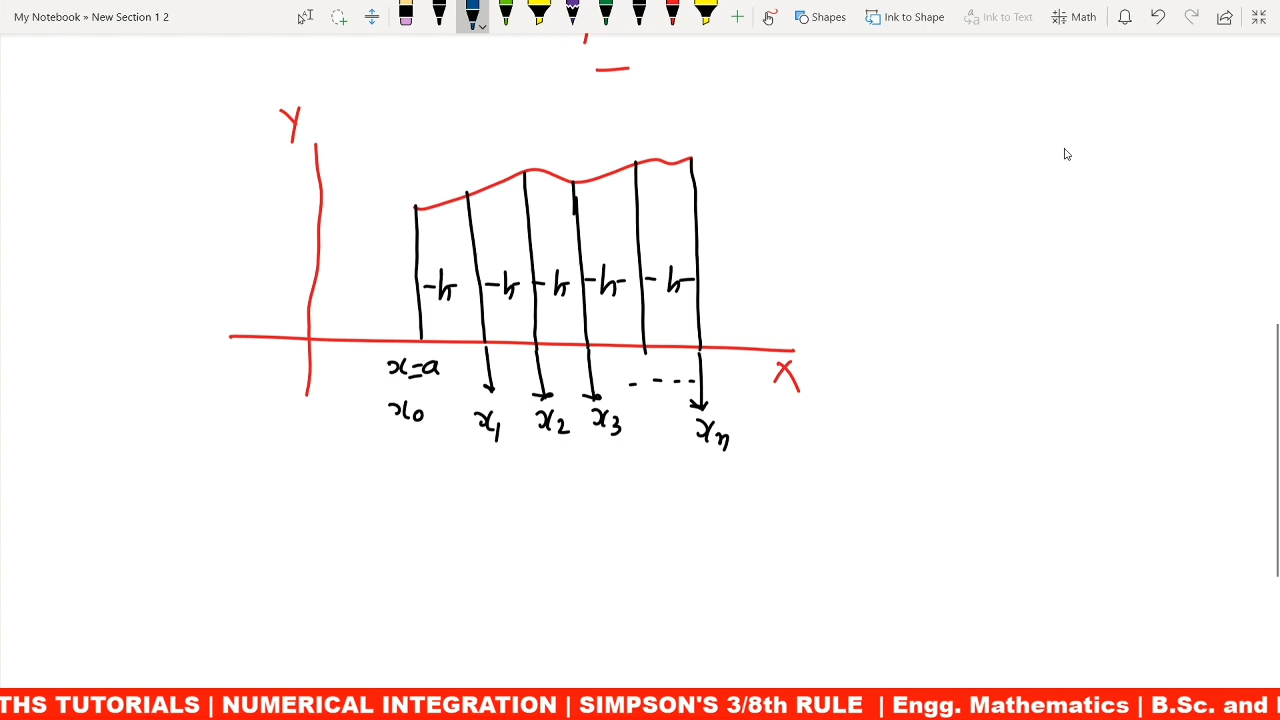 My Notebook » New Section 1 2
Shapes
Ink to Shape
Ink to Text
Math
Y
-h -h -h -h- -h-
x=a
X
x0 x1 x2 x3 ---- xn
THS TUTORIALS | NUMERICAL INTEGRATION | SIMPSON'S 3/8th RULE | Engg. Mathematics | B.Sc. and